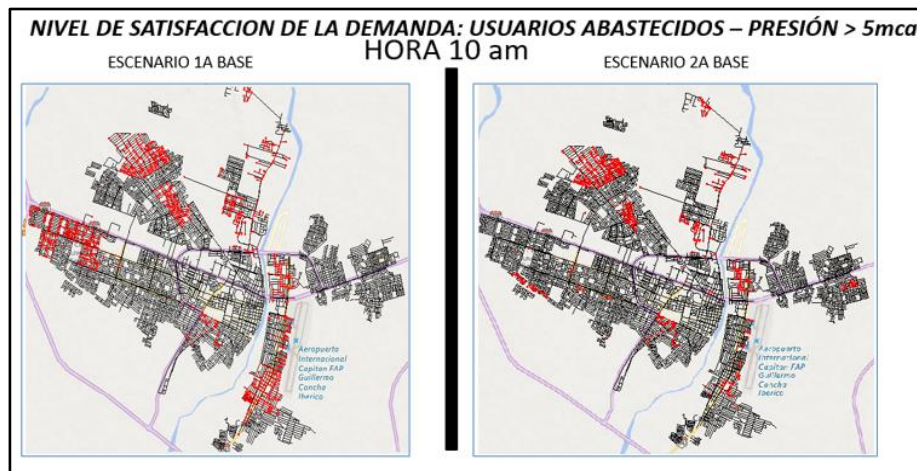 NIVEL DE SATISFACCION DE LA DEMANDA: USUARIOS ABASTECIDOS – PRESIÓN > 5mca
HORA 10 am
ESCENARIO 1A BASE
ESCENARIO 2A BASE
Aeropuerto
Internacional
Capitan FAP
Guillermo
Concha
Iberico
Aeropuerto
Internacional
Capitan FAP
Guillermo
Concha
Iberico